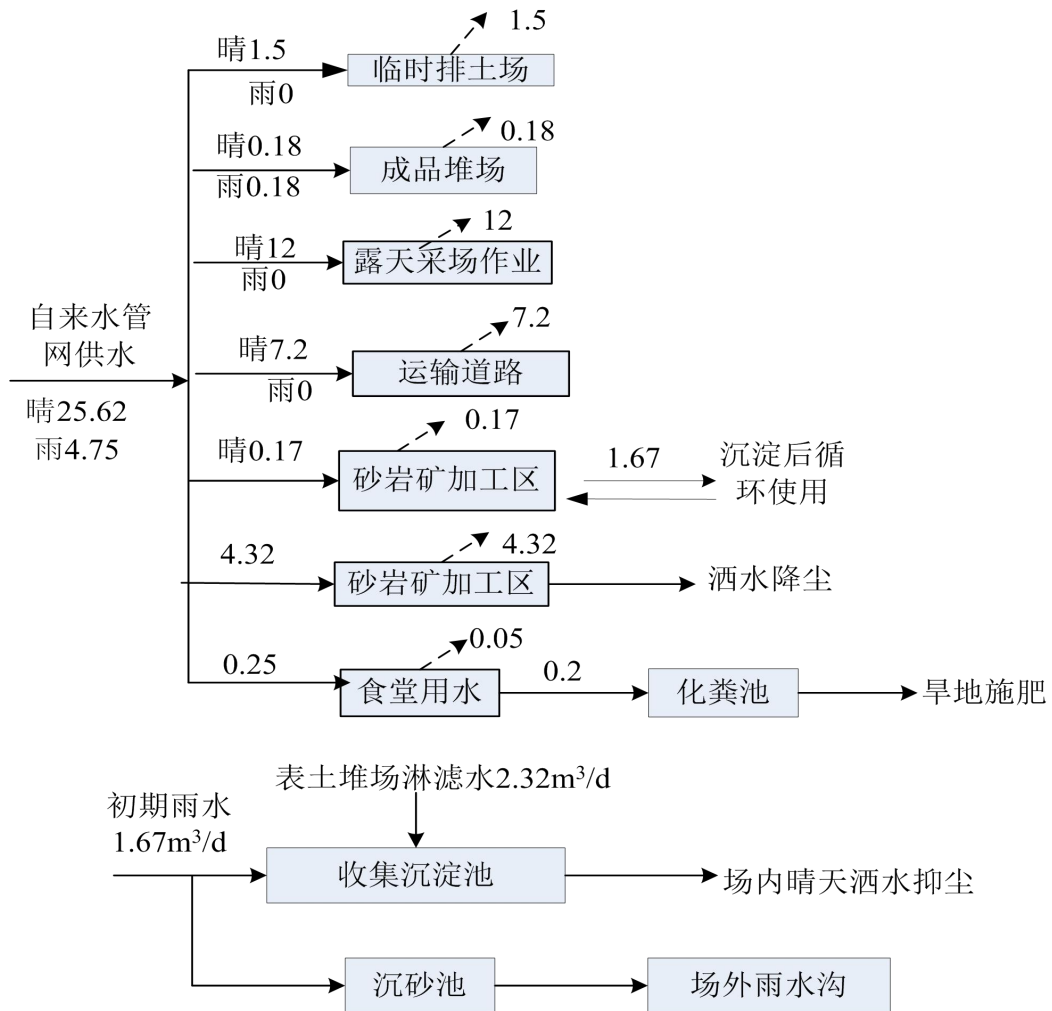 1.5
晴1.5
临时排土场
雨0
0.18
晴0.18
成品堆场
雨0.18
12
晴12
露天采场作业
雨0
自来水管
网供水
7.2
晴7.2
运输道路
雨0
晴25.62
雨4.75
0.17
晴0.17
砂岩矿加工区
1.67
沉淀后循
环使用
4.32
4.32
砂岩矿加工区
洒水降尘
0.05
0.25
食堂用水
0.2
化粪池
旱地施肥
表土堆场淋滤水2.32m³/d
初期雨水
1.67m³/d
收集沉淀池
场内晴天洒水抑尘
沉砂池
场外雨水沟